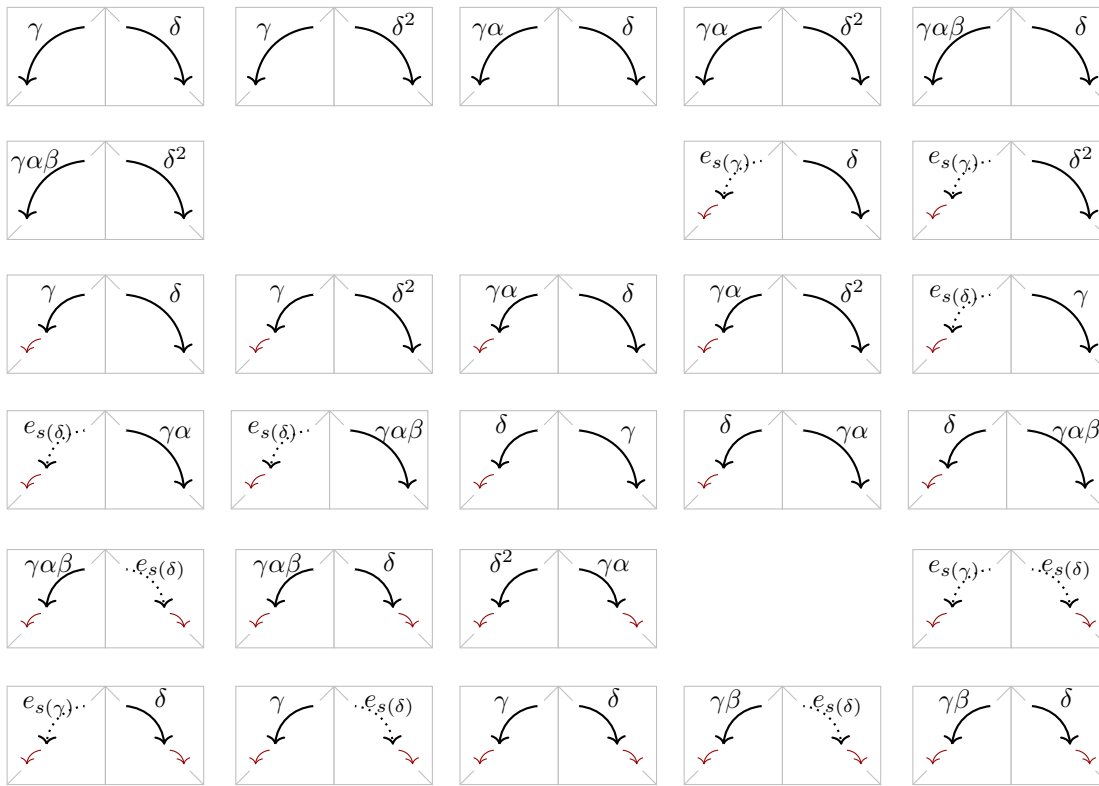 γ δ γ δ² γα δ γα δ² γαβ δ
γαβ δ² e_{s(γ)} δ e_{s(γ)} δ²
γ δ γ δ² γα δ γα δ² e_{s(δ)} γ
e_{s(δ)} γα e_{s(δ)} γαβ δ γ δ γα δ γαβ
γαβ e_{s(δ)} γαβ δ δ² γα e_{s(γ)} e_{s(δ)}
e_{s(γ)} δ γ e_{s(δ)} γ δ γβ e_{s(δ)} γβ δ